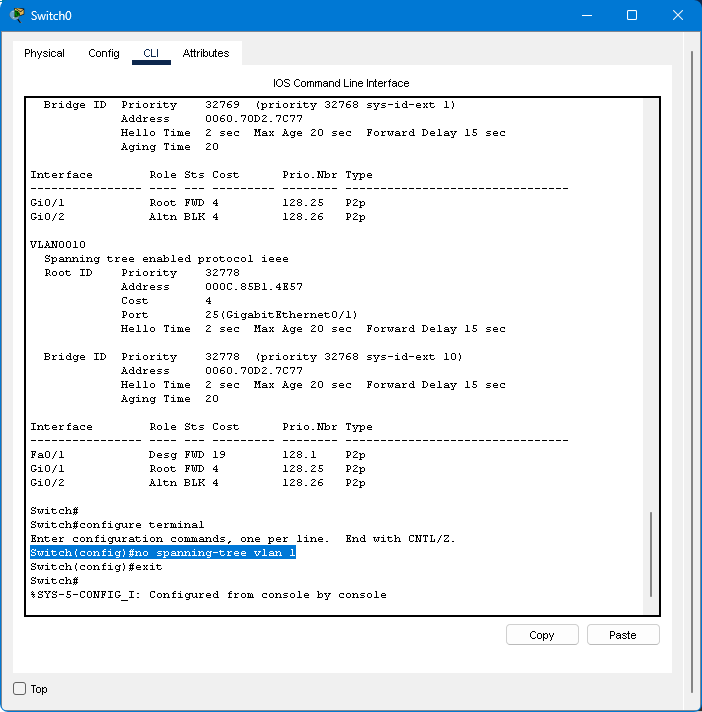 Switch0
Physical Config CLI Attributes
IOS Command Line Interface
Bridge ID Priority 32769 (priority 32768 sys-id-ext 1)
Address 0060.70D2.7C77
Hello Time 2 sec Max Age 20 sec Forward Delay 15 sec
Aging Time 20
Interface Role Sts Cost Prio.Nbr Type
---------------- ---- --- --------- -------- --------------------------------
Gi0/1 Root FWD 4 128.25 P2p
Gi0/2 Altn BLK 4 128.26 P2p
VLAN0010
Spanning tree enabled protocol ieee
Root ID Priority 32778
Address 000C.85B1.4E57
Cost 4
Port 25(GigabitEthernet0/1)
Hello Time 2 sec Max Age 20 sec Forward Delay 15 sec
Bridge ID Priority 32778 (priority 32768 sys-id-ext 10)
Address 0060.70D2.7C77
Hello Time 2 sec Max Age 20 sec Forward Delay 15 sec
Aging Time 20
Interface Role Sts Cost Prio.Nbr Type
---------------- ---- --- --------- -------- --------------------------------
Fa0/1 Desg FWD 19 128.1 P2p
Gi0/1 Root FWD 4 128.25 P2p
Gi0/2 Altn BLK 4 128.26 P2p
Switch#
Switch#configure terminal
Enter configuration commands, one per line. End with CNTL/Z.
Switch(config)#no spanning-tree vlan 1
Switch(config)#exit
Switch#
%SYS-5-CONFIG_I: Configured from console by console
Copy Paste
Top